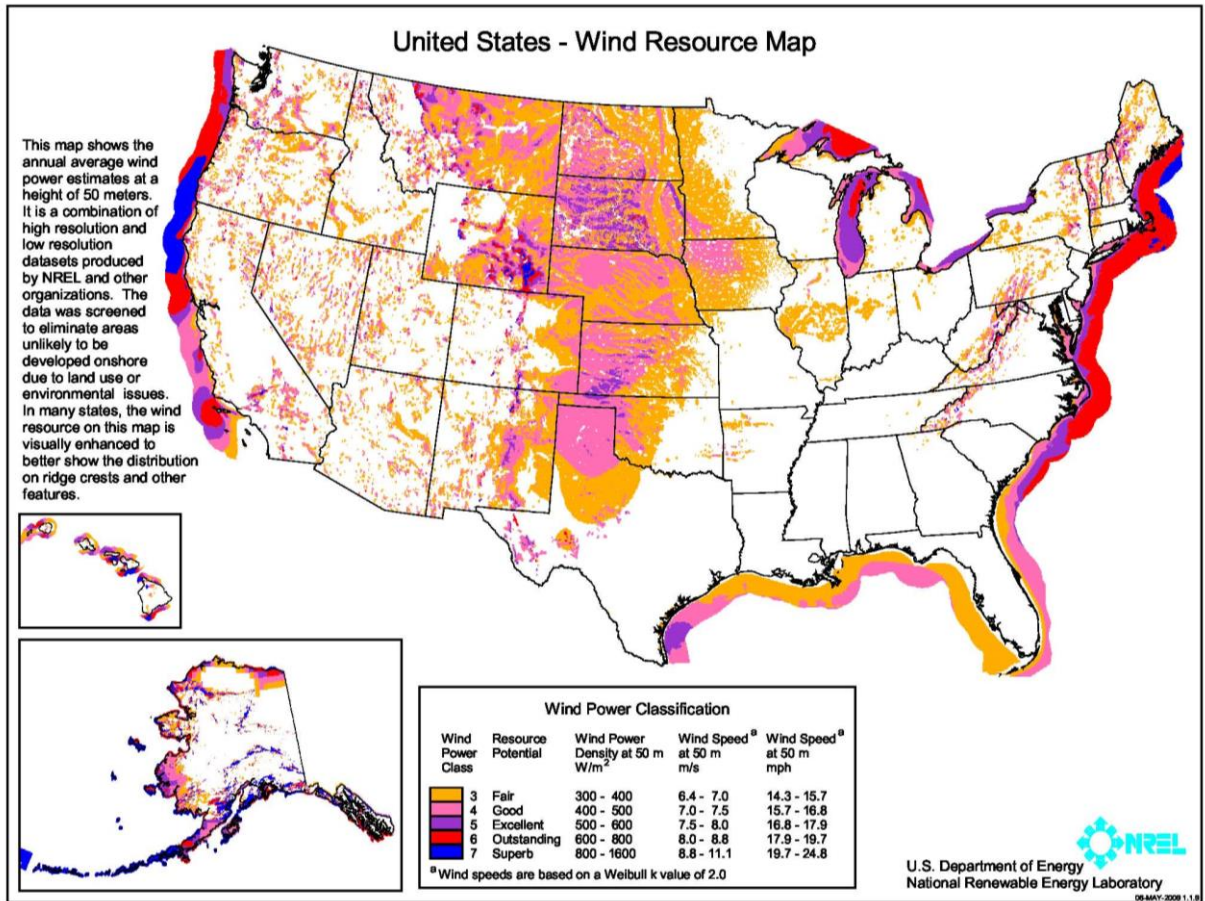 United States - Wind Resource Map
This map shows the
annual average wind
power estimates at a
height of 50 meters.
It is a combination of
high resolution and
low resolution
datasets produced
by NREL and other
organizations. The
data was screened
to eliminate areas
unlikely to be
developed onshore
due to land use or
environmental issues.
In many states, the wind
resource on this map is
visually enhanced to
better show the distribution
on ridge crests and other
features.
Wind Power Classification
Wind Resource Wind Power Wind Speed a Wind Speed a
Power Potential Density at 50 m at 50 m at 50 m
Class W/m2 m/s mph
3 Fair 300 - 400 6.4 - 7.0 14.3 - 15.7
4 Good 400 - 500 7.0 - 7.5 15.7 - 16.8
5 Excellent 500 - 600 7.5 - 8.0 16.8 - 17.9
6 Outstanding 600 - 800 8.0 - 8.8 17.9 - 19.7
7 Superb 800 - 1600 8.8 - 11.1 19.7 - 24.8
a Wind speeds are based on a Weibull k value of 2.0
NREL
U.S. Department of Energy
National Renewable Energy Laboratory